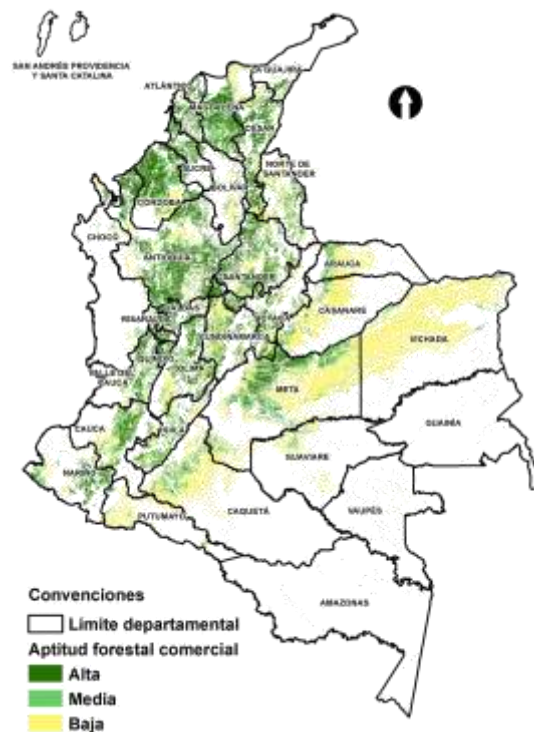 SAN ANDRÉS PROVIDENCIA
Y SANTA CATALINA
LA GUAJIRA
ATLÁNTICO
MAGDALENA
CESAR
NORTE DE
SANTANDER
SUCRE
BOLÍVAR
CÓRDOBA
CHOCÓ
ANTIOQUIA
SANTANDER
ARAUCA
CASANARE
VICHADA
CALDAS
RISARALDA
BOYACÁ
CUNDINAMARCA
QUINDÍO
TOLIMA
VALLE DEL
CAUCA
META
GUAINÍA
CAUCA
HUILA
GUAVIARE
NARIÑO
VAUPÉS
CAQUETÁ
PUTUMAYO
AMAZONAS
Convenciones
Límite departamental
Aptitud forestal comercial
Alta
Media
Baja